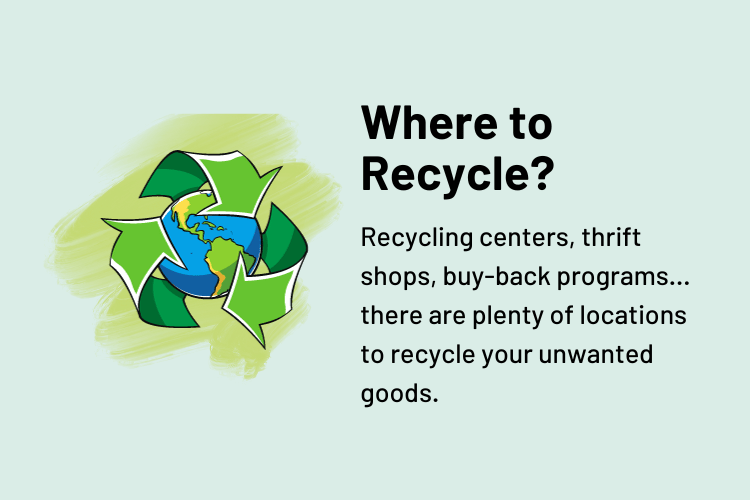 Where to
Recycle?
Recycling centers, thrift
shops, buy-back programs...
there are plenty of locations
to recycle your unwanted
goods.